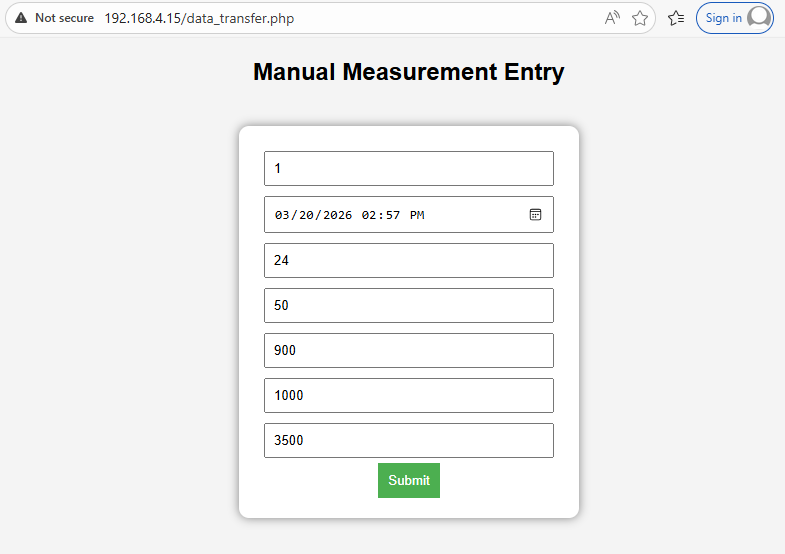 Not secure 192.168.4.15/data_transfer.php Sign in
Manual Measurement Entry
1
03/20/2026 02:57 PM
24
50
900
1000
3500
Submit